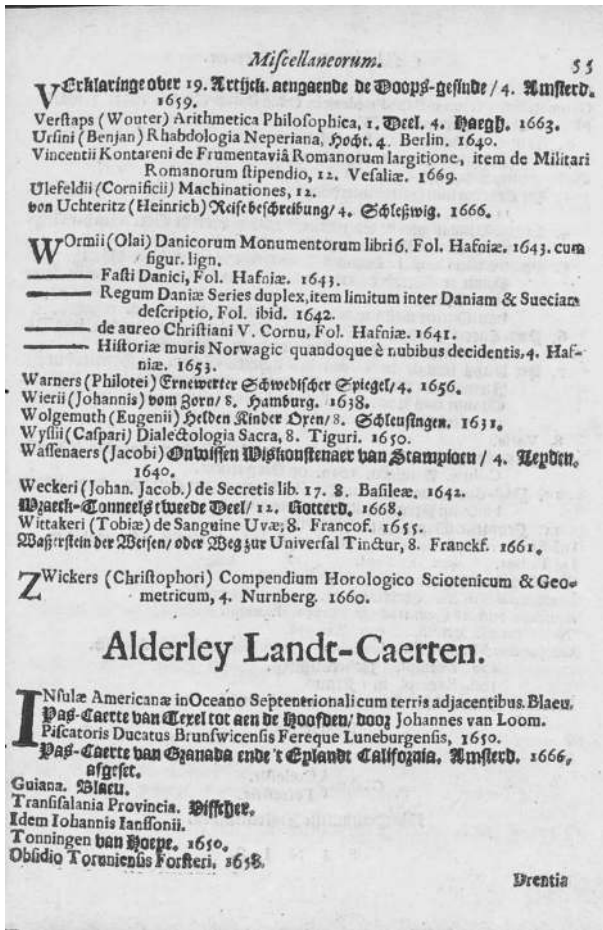 Miſcellaneorum. 55
VErklaringe over 19. Artijck. aengaende de Doops-geſinde / 4. Amſterd.
1659.
Verſtaps (Wouter) Arithmetica Philoſophica, 1. Deel. 4. Haegh. 1663.
Urſini (Benjan) Rhabdologia Neperiana, Hocht. 4. Berlin. 1640.
Vincentii Kontareni de Frumentaviâ Romanorum largitione, item de Militari
Romanorum ſtipendio, 12. Veſaliæ. 1669.
Ulefeldii (Cornificii) Machinationes, 12.
von Uchteritz (Heinrich) Reiſebeſchreibung / 4. Schleßwig. 1666.
WOrmii (Olai) Danicorum Monumentorum libri 6. Fol. Hafniæ. 1643. cum
figur. lign.
——— Faſti Danici, Fol. Hafniæ. 1643.
——— Regum Daniæ Series duplex, item limitum inter Daniam & Sueciam
deſcriptio, Fol. ibid. 1642.
——— de aureo Chriſtiani V. Cornu, Fol. Hafniæ. 1641.
——— Hiſtoriæ muris Norwagic quandoque è nubibus decidentis, 4. Haf-
niæ. 1653.
Warners (Philotei) Ernewerter Schwediſcher Spiegel / 4. 1656.
Wierii (Johannis) vom Zorn / 8. Hamburg. 1638.
Wolgemuth (Eugenii) Helden Kinder Oxen / 8. Schleuſingen. 1631.
Wyſſii (Caſpari) Dialectologia Sacra, 8. Tiguri. 1650.
Waſſenaers (Jacobi) Onwiſſen Wiskonſtenaer van Stampioen / 4. Leyden.
1640.
Weckeri (Johan. Jacob.) de Secretis lib. 17. 8. Baſileæ. 1642.
Wraeck-Tonneels tweede Deel / 12. Rotterd. 1668.
Wittakeri (Tobiæ) de Sanguine Uvæ, 8. Francof. 1655.
Waßerſtein der Weiſen / oder Weg zur Univerſal Tinctur, 8. Franckf. 1661.
ZWickers (Chriſtophori) Compendium Horologico Sciotenicum & Geo-
metricum, 4. Nurnberg. 1660.
Alderley Landt-Caerten.
INſulæ Americanæ in Oceano Septentrionali cum terris adjacentibus. Blaeu.
Pas-Caerte van Texel tot aen de Hoofden / door Johannes van Loom.
Piſcatoris Ducatus Brunſwicenſis Fereque Luneburgenſis, 1650.
Pas-Caerte van Granada ende 't Eylandt California. Amſterd. 1666.
afgeſet.
Guiana. Blaeu.
Tranſiſalania Provincia. Viſſcher.
Idem Iohannis Ianſſonii.
Tonningen van Hoepe. 1650.
Obſidio Torunienſis Forſteri, 1658.
Drentia